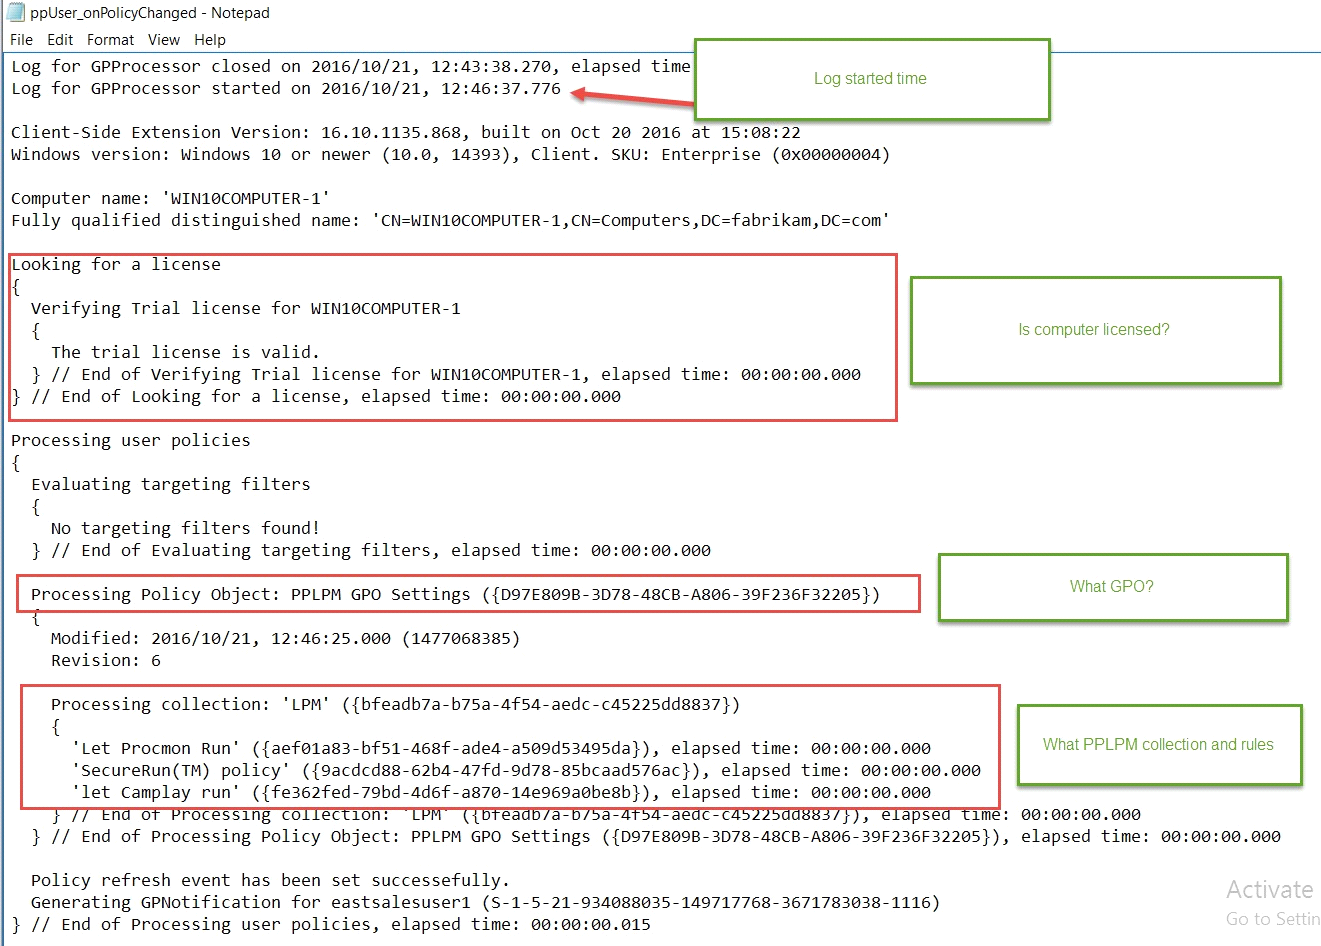 ppUser_onPolicyChanged - Notepad
File Edit Format View Help
Log for GPProcessor closed on 2016/10/21, 12:43:38.270, elapsed time
Log for GPProcessor started on 2016/10/21, 12:46:37.776
Log started time
Client-Side Extension Version: 16.10.1135.868, built on Oct 20 2016 at 15:08:22
Windows version: Windows 10 or newer (10.0, 14393), Client. SKU: Enterprise (0x00000004)
Computer name: 'WIN10COMPUTER-1'
Fully qualified distinguished name: 'CN=WIN10COMPUTER-1,CN=Computers,DC=fabrikam,DC=com'
Looking for a license
{
Verifying Trial license for WIN10COMPUTER-1
{
The trial license is valid.
} // End of Verifying Trial license for WIN10COMPUTER-1, elapsed time: 00:00:00.000
} // End of Looking for a license, elapsed time: 00:00:00.000
Is computer licensed?
Processing user policies
{
Evaluating targeting filters
{
No targeting filters found!
} // End of Evaluating targeting filters, elapsed time: 00:00:00.000
Processing Policy Object: PPLPM GPO Settings ({D97E809B-3D78-48CB-A806-39F236F32205})
What GPO?
{
Modified: 2016/10/21, 12:46:25.000 (1477068385)
Revision: 6
Processing collection: 'LPM' ({bfeadb7a-b75a-4f54-aedc-c45225dd8837})
{
'Let Procmon Run' ({aef01a83-bf51-468f-ade4-a509d53495da}), elapsed time: 00:00:00.000
'SecureRun(TM) policy' ({9acdcd88-62b4-47fd-9d78-85bcaad576ac}), elapsed time: 00:00:00.000
'let Camplay run' ({fe362fed-79bd-4d6f-a870-14e969a0be8b}), elapsed time: 00:00:00.000
What PPLPM collection and rules
} // End of Processing collection: 'LPM' ({bfeadb7a-b75a-4f54-aedc-c45225dd8837}), elapsed time: 00:00:00.000
} // End of Processing Policy Object: PPLPM GPO Settings ({D97E809B-3D78-48CB-A806-39F236F32205}), elapsed time: 00:00:00.000
Policy refresh event has been set successefully.
Generating GPNotification for eastsalesuser1 (S-1-5-21-934088035-149717768-3671783038-1116)
} // End of Processing user policies, elapsed time: 00:00:00.015
Activate
Go to Settin